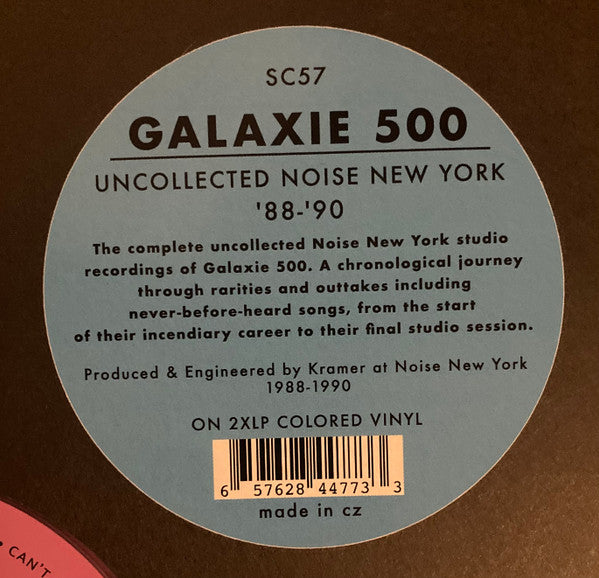 SC57
GALAXIE 500
UNCOLLECTED NOISE NEW YORK
'88-'90
The complete uncollected Noise New York studio
recordings of Galaxie 500. A chronological journey
through rarities and outtakes including
never-before-heard songs, from the start
of their incendiary career to their final studio session.
Produced & Engineered by Kramer at Noise New York
1988-1990
ON 2XLP COLORED VINYL
6 57628 44773 3
made in cz
• CAN'T